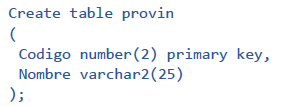 Create table provin
(
Codigo number(2) primary key,
Nombre varchar2(25)
);